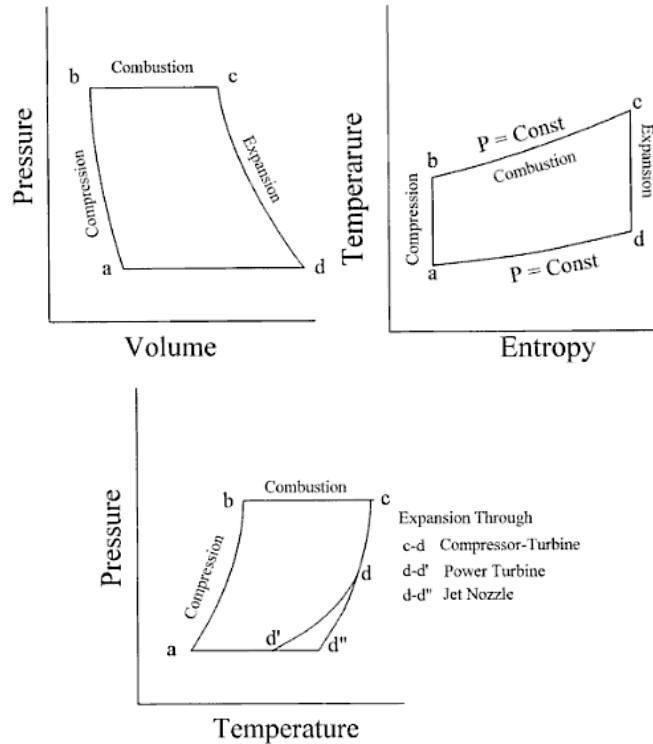 Combustion
b
c
Pressure
Compression
Expansion
a
d
Volume
c
P = Const
b
Combustion
Temperarure
Compression
Expansion
d
a
P = Const
Entropy
Combustion
b
c
Pressure
Compression
Expansion Through
c-d Compressor-Turbine
d
d-d' Power Turbine
d-d" Jet Nozzle
a
d'
d"
Temperature